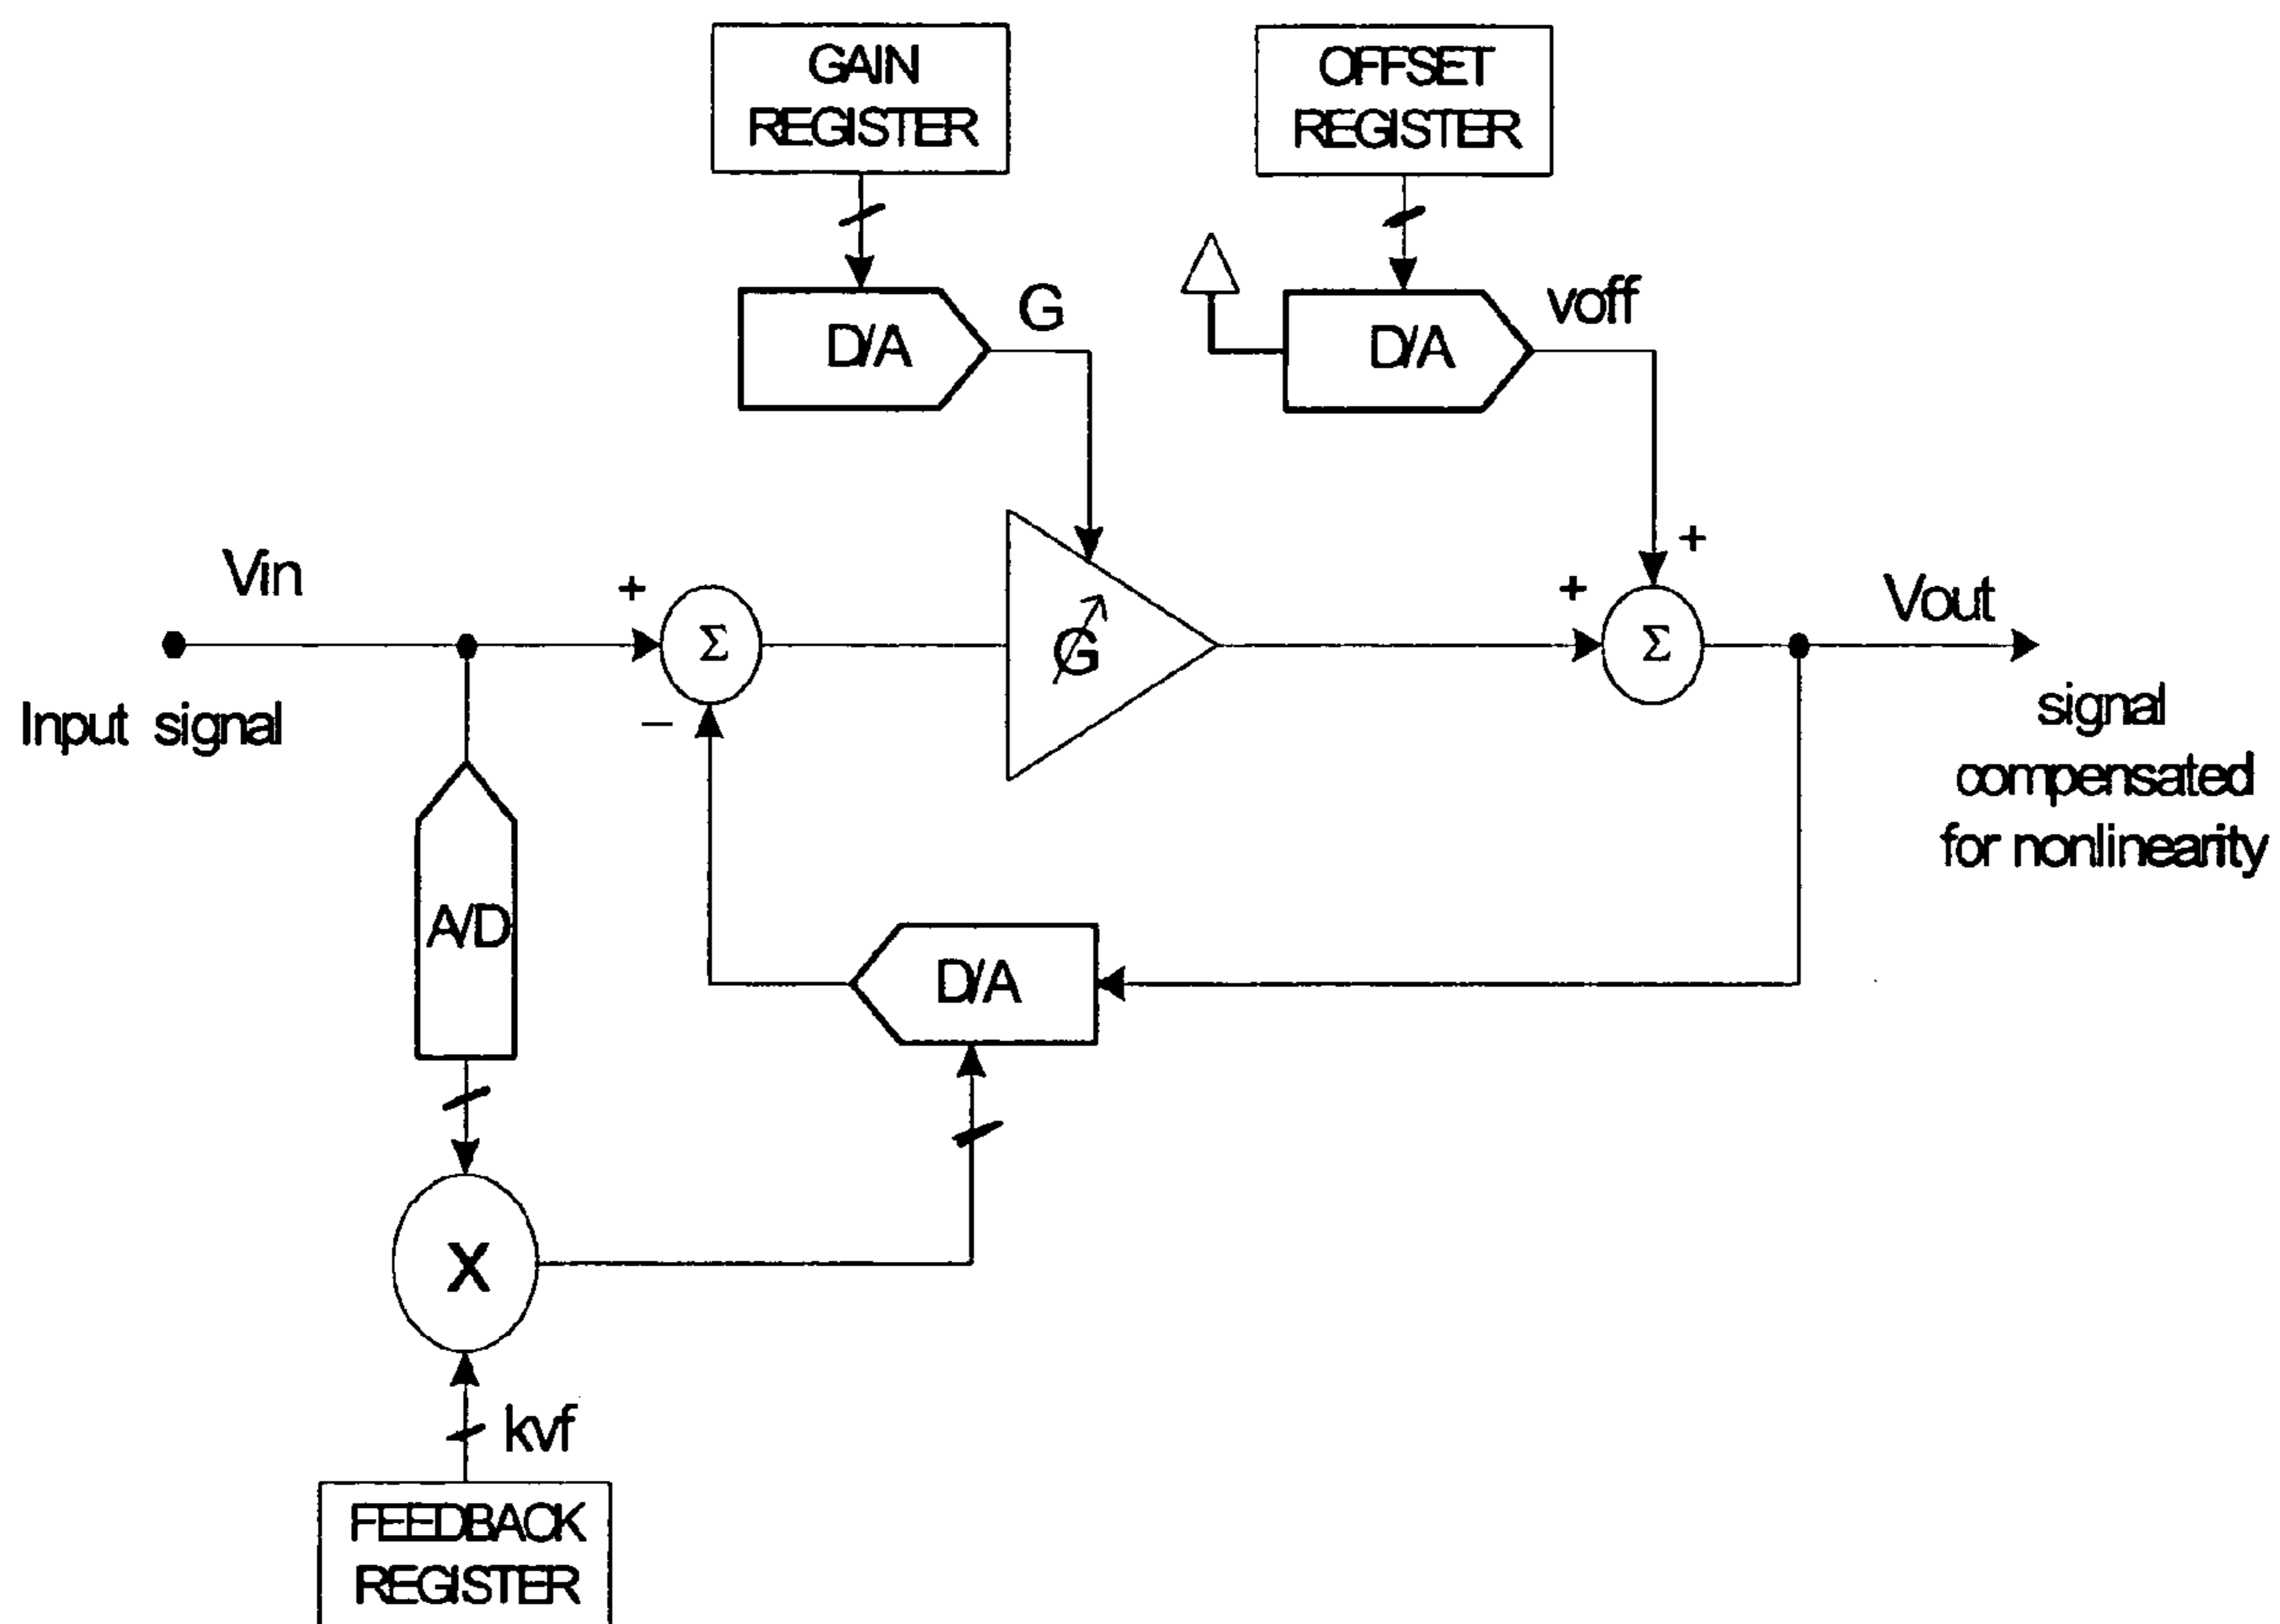 GAIN
REGISTER
OFFSET
REGISTER
D/A
G
D/A
voff
Vin
+
Σ
G
+
+
Σ
Vout
Input signal
–
signal
compensated
for nonlinearity
A/D
D/A
X
kvf
FEEDBACK
REGISTER